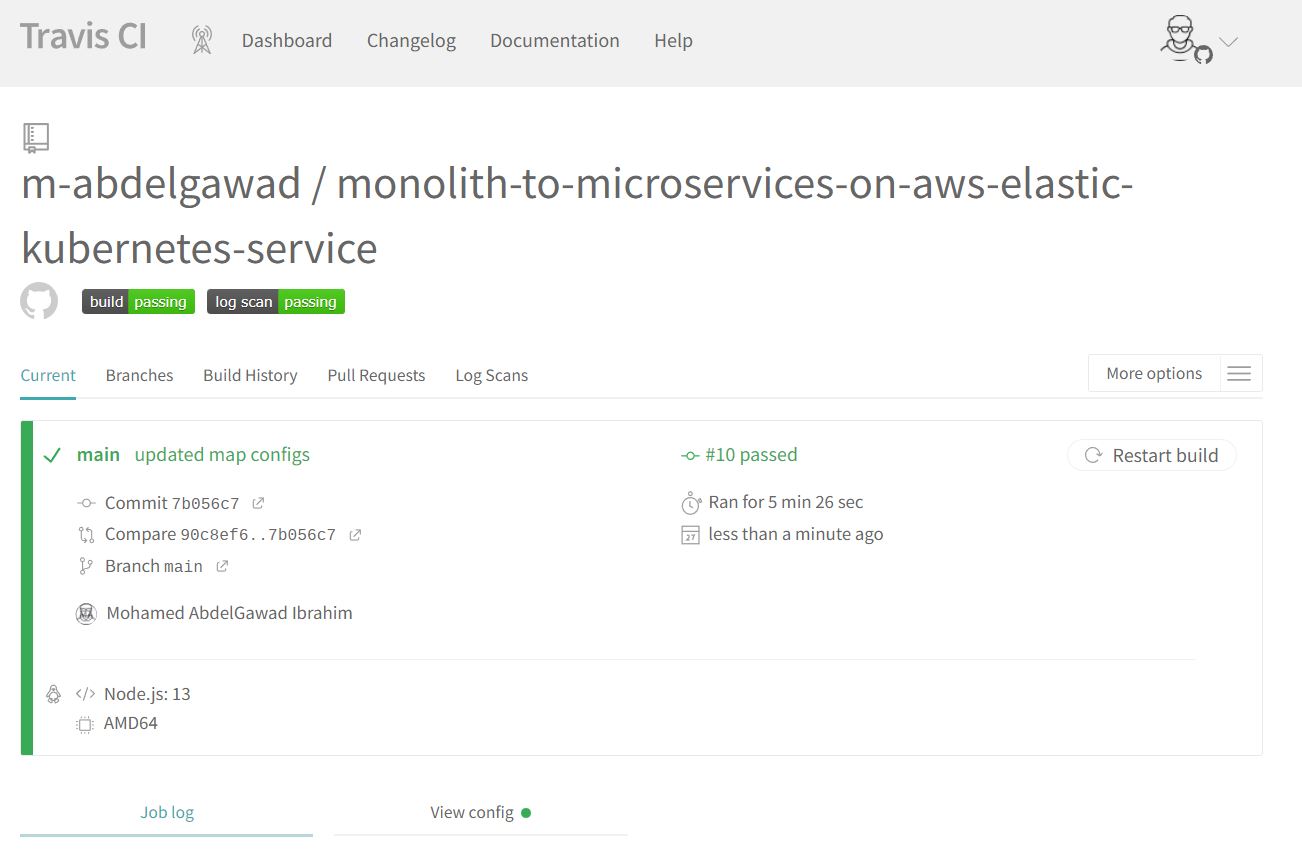 Travis CI Dashboard Changelog Documentation Help
m-abdelgawad / monolith-to-microservices-on-aws-elastic-
kubernetes-service
build passing log scan passing
Current Branches Build History Pull Requests Log Scans More options
main updated map configs #10 passed Restart build
Commit 7b056c7 Ran for 5 min 26 sec
Compare 90c8ef6..7b056c7 27 less than a minute ago
Branch main
Mohamed AbdelGawad Ibrahim
</> Node.js: 13
AMD64
Job log View config